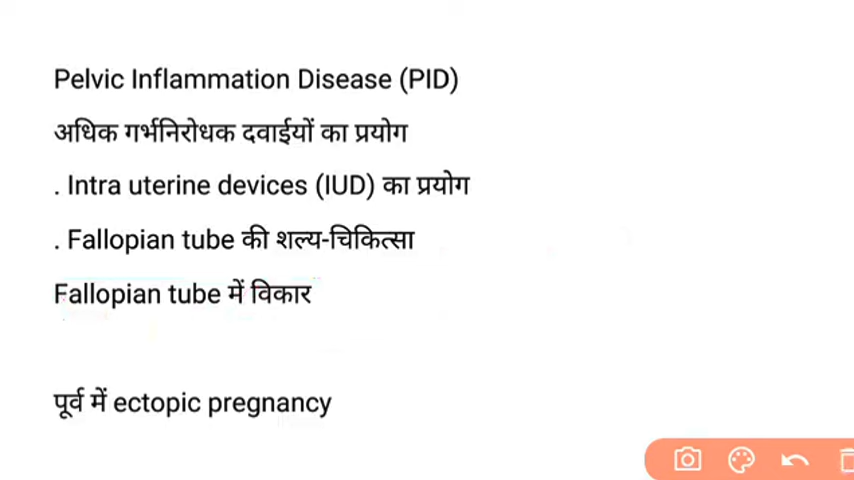 Pelvic Inflammation Disease (PID)
अधिक गर्भनिरोधक दवाईयों का प्रयोग
. Intra uterine devices (IUD) का प्रयोग
. Fallopian tube की शल्य-चिकित्सा
Fallopian tube में विकार
पूर्व में ectopic pregnancy